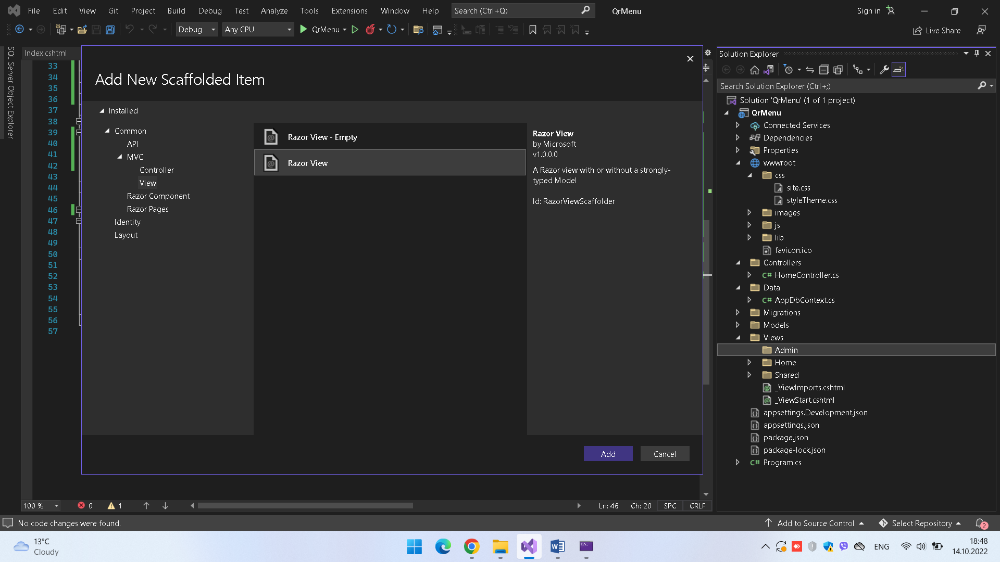 File Edit View Git Project Build Debug Test Analyze Tools Extensions Window Help Search (Ctrl+Q) QrMenu Sign in
Debug Any CPU QrMenu Live Share
SQL Server Object Explorer
Index.cshtml
33
34
35
36
37
38
39
40
41
42
43
44
45
46
47
48
49
50
51
52
53
54
55
56
57
Add New Scaffolded Item
Installed
Common
API
MVC
Controller
View
Razor Component
Razor Pages
Identity
Layout
Razor View - Empty
Razor View
Razor View
by Microsoft
v1.0.0.0
A Razor view with or without a strongly-
typed Model
Id: RazorViewScaffolder
Add Cancel
Solution Explorer
Search Solution Explorer (Ctrl+;)
Solution 'QrMenu' (1 of 1 project)
QrMenu
Connected Services
Dependencies
Properties
wwwroot
css
site.css
styleTheme.css
images
js
lib
favicon.ico
Controllers
C# HomeController.cs
Data
C# AppDbContext.cs
Migrations
Models
Views
Admin
Home
Shared
_ViewImports.cshtml
_ViewStart.cshtml
appsettings.Development.json
appsettings.json
package.json
package-lock.json
C# Program.cs
100 % 0 1 Ln: 46 Ch: 20 SPC CRLF
No code changes were found. Add to Source Control Select Repository 2
13°C
Cloudy
ENG
18:48
14.10.2022